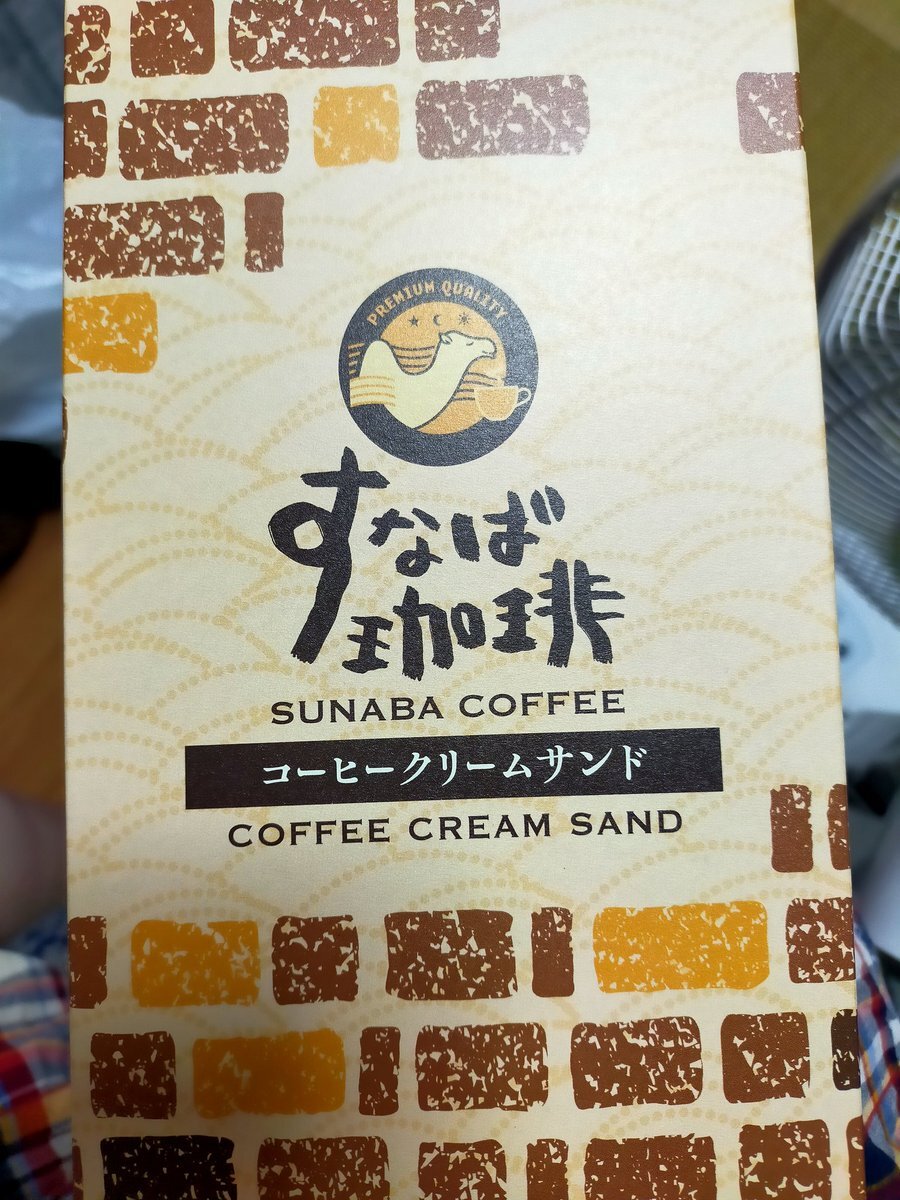 PREMIUM QUALITY
すなば
珈琲
SUNABA COFFEE
コーヒークリームサンド
COFFEE CREAM SAND